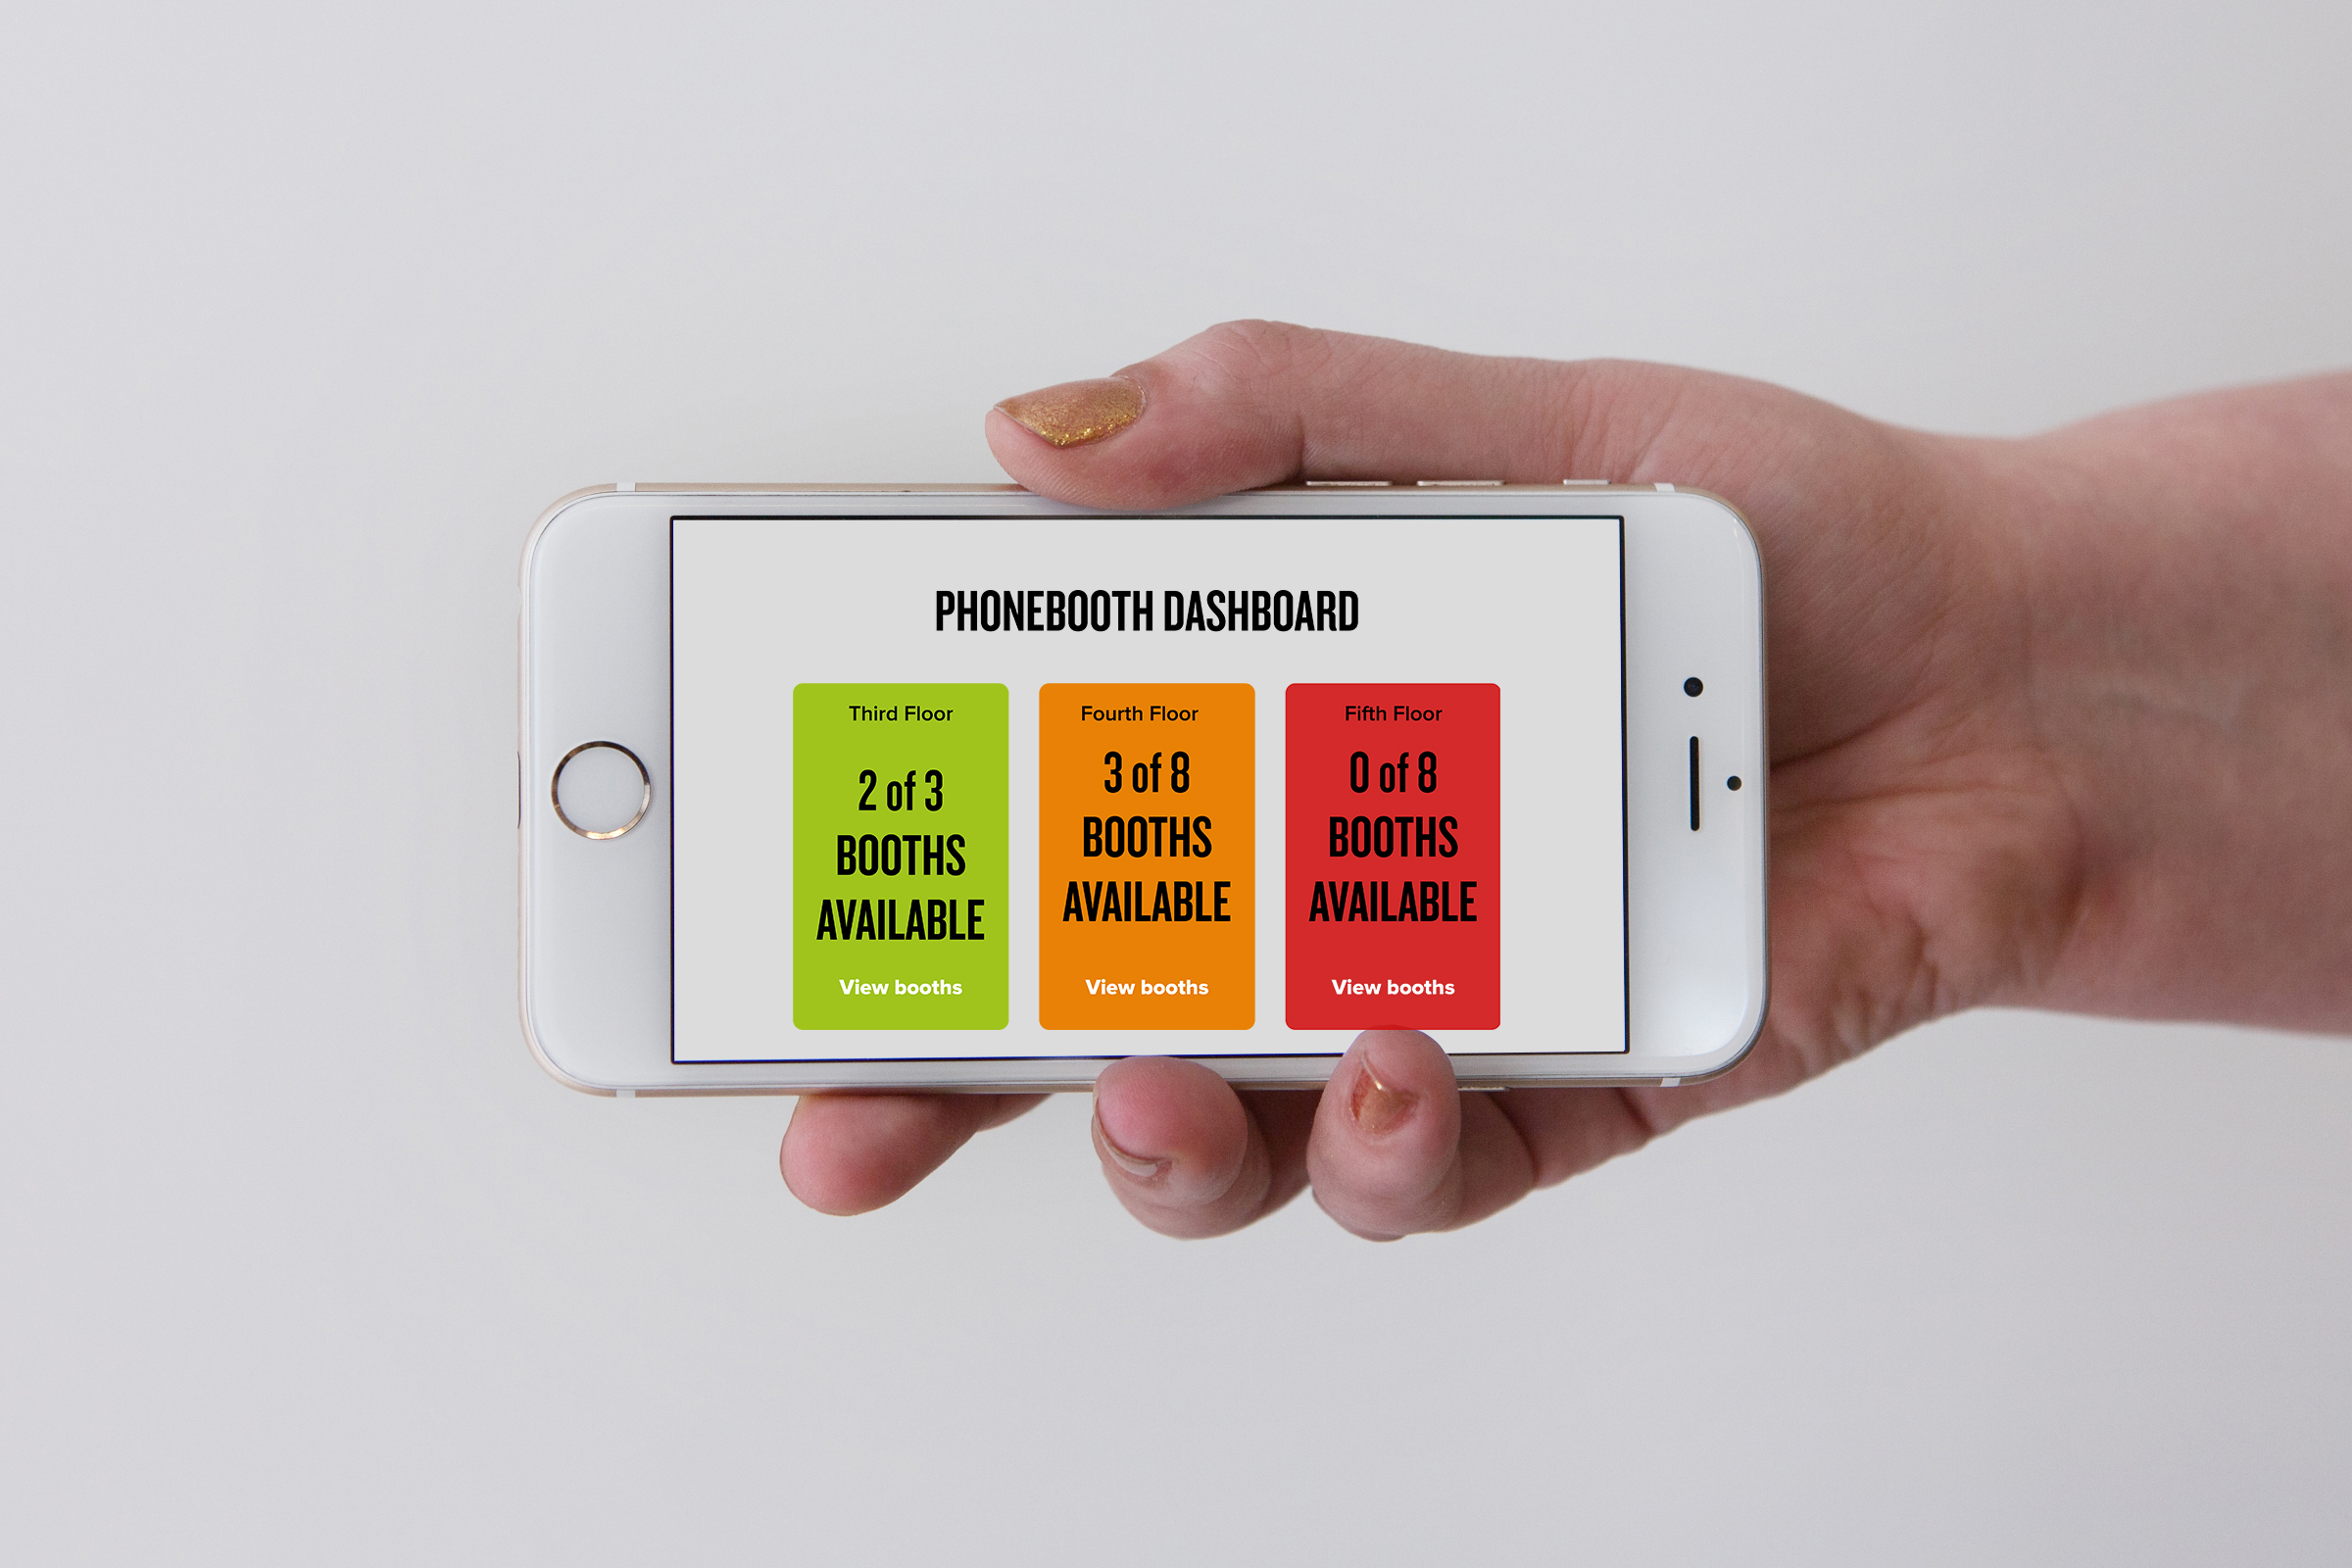 PHONEBOOTH DASHBOARD
Third Floor
2 of 3
BOOTHS
AVAILABLE
View booths
Fourth Floor
3 of 8
BOOTHS
AVAILABLE
View booths
Fifth Floor
0 of 8
BOOTHS
AVAILABLE
View booths